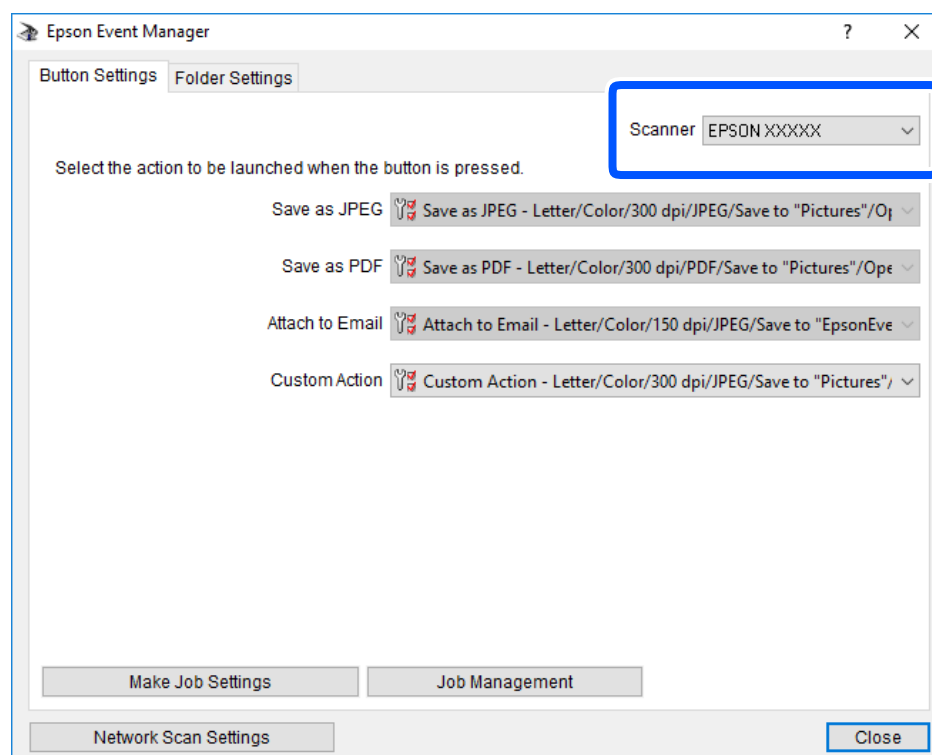 Epson Event Manager
Button Settings Folder Settings
Scanner EPSON XXXXX
Select the action to be launched when the button is pressed.
Save as JPEG Save as JPEG - Letter/Color/300 dpi/JPEG/Save to "Pictures"/Op
Save as PDF Save as PDF - Letter/Color/300 dpi/PDF/Save to "Pictures"/Ope
Attach to Email Attach to Email - Letter/Color/150 dpi/JPEG/Save to "EpsonEve
Custom Action Custom Action - Letter/Color/300 dpi/JPEG/Save to "Pictures"/
Make Job Settings Job Management
Network Scan Settings Close